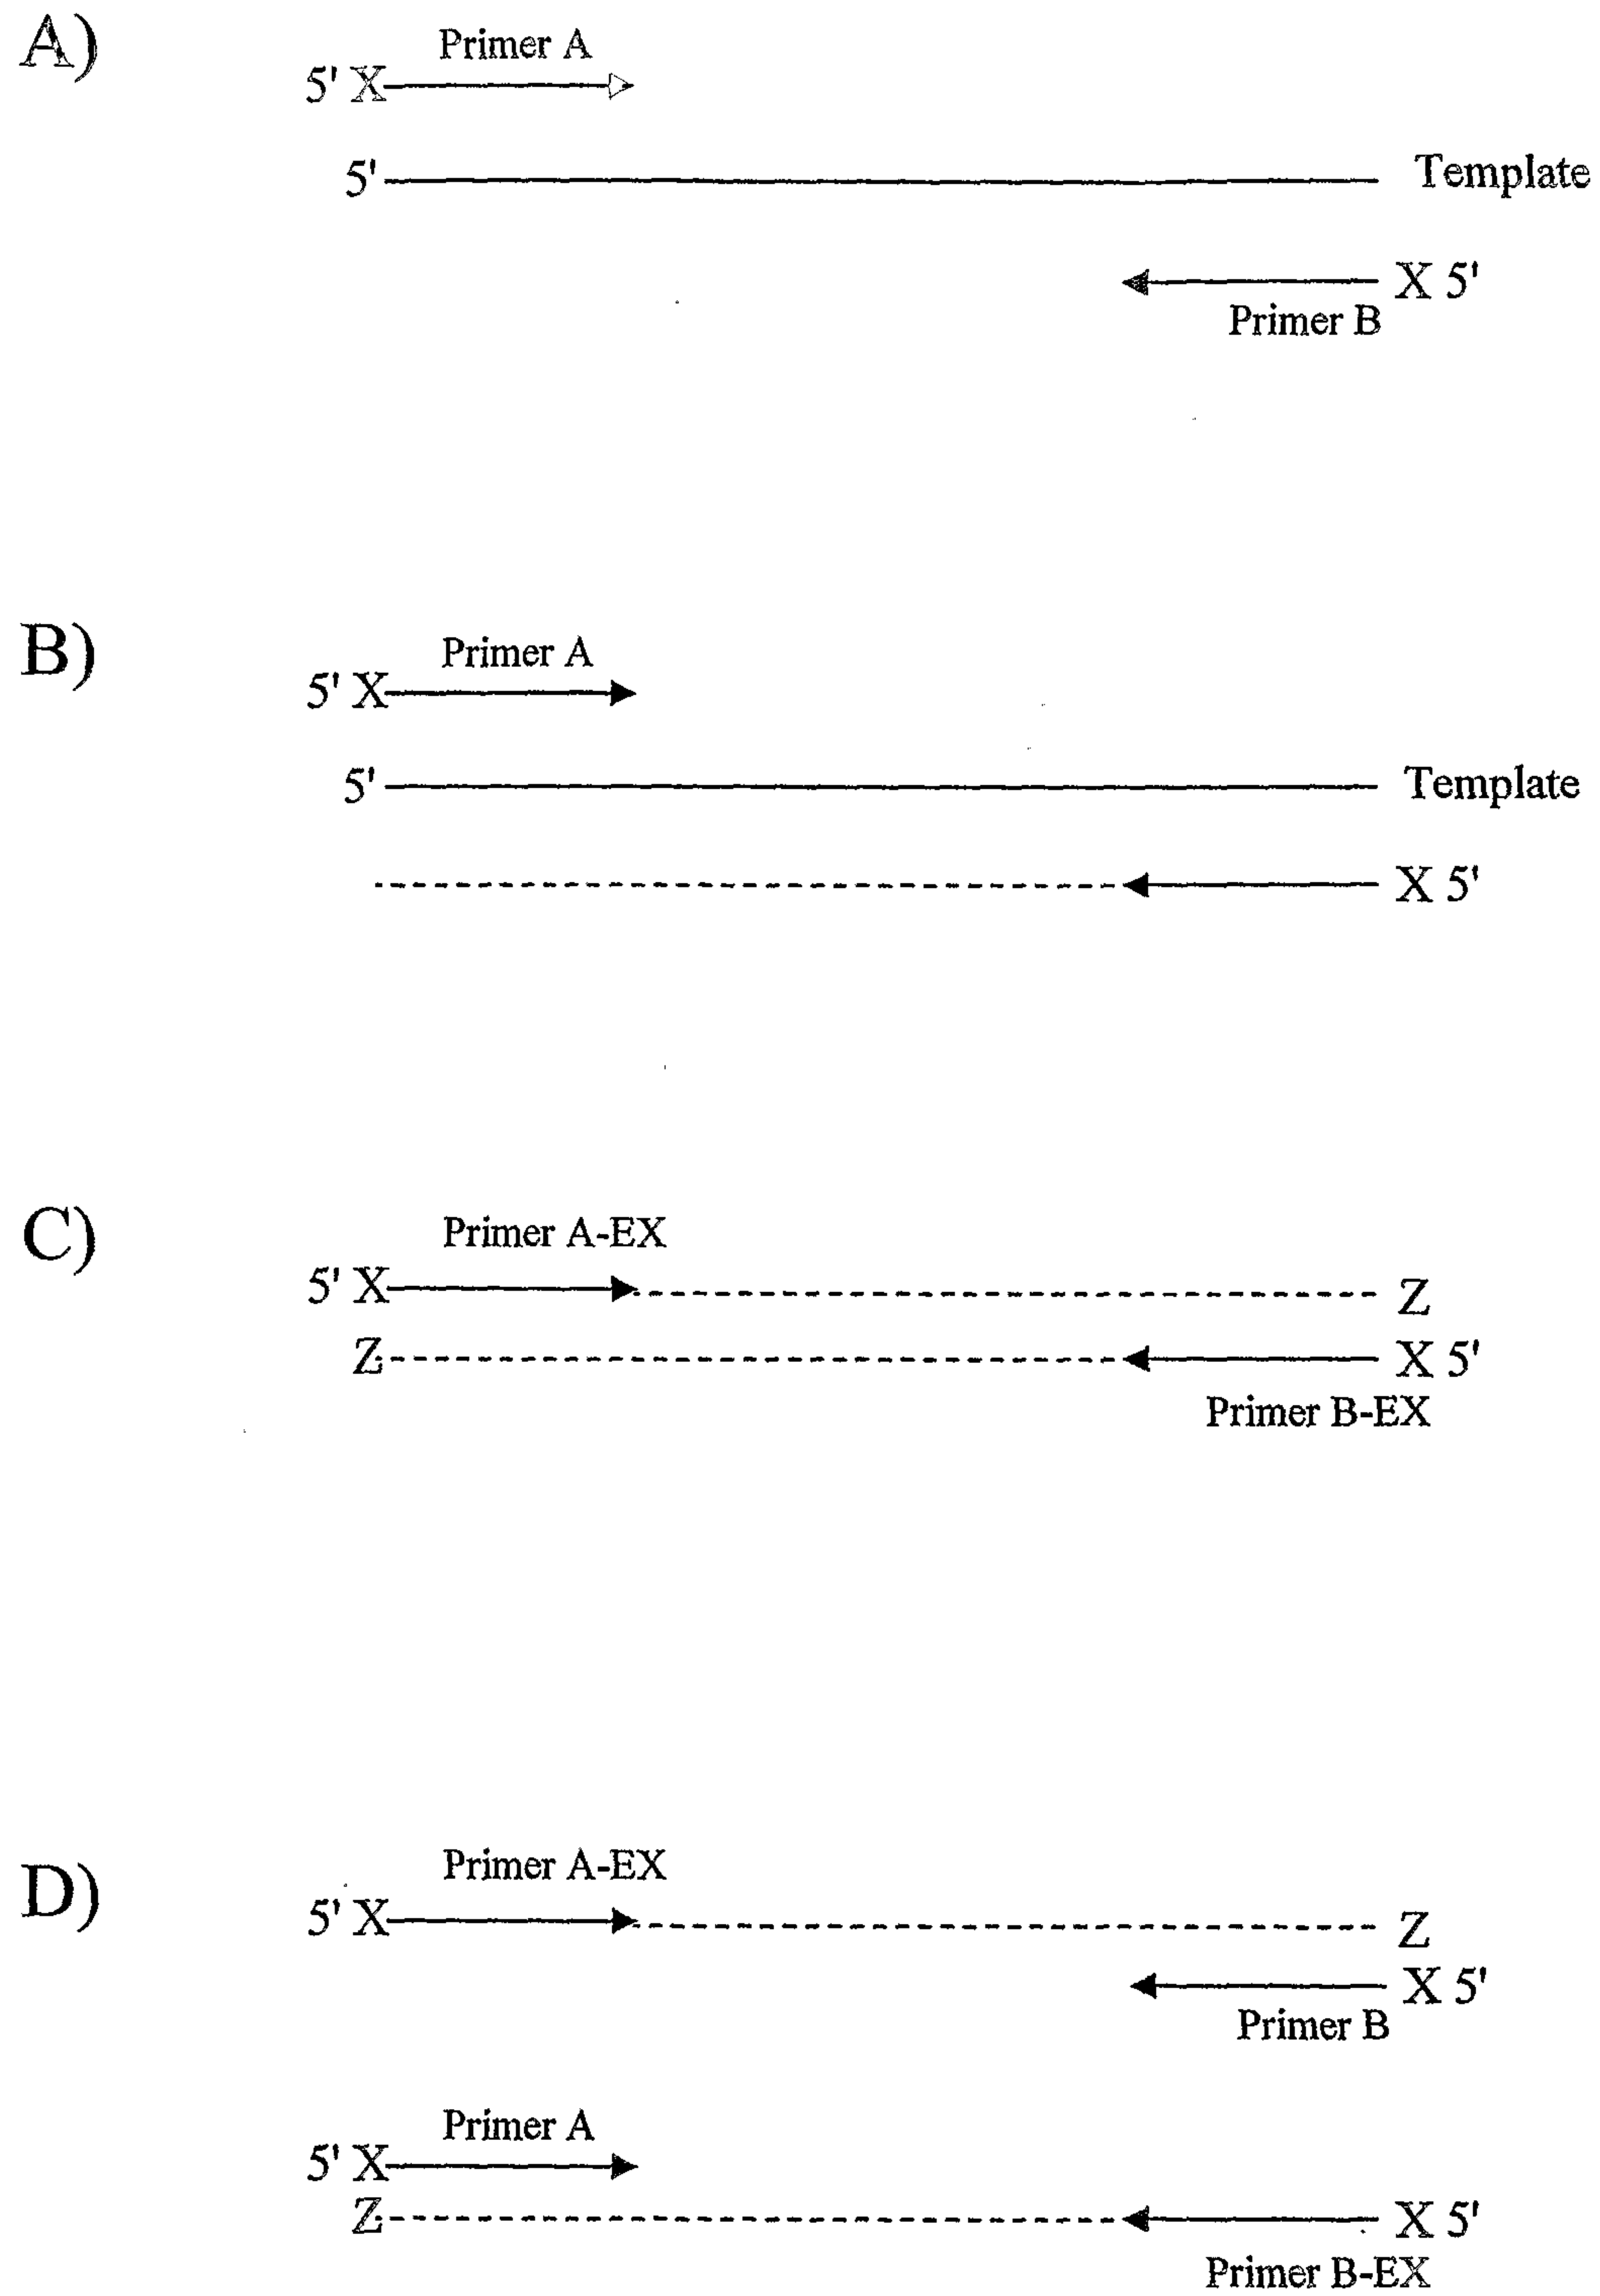 A)
Primer A
5' X
5'
Template
X 5'
Primer B
B)
Primer A
5' X
5'
Template
X 5'
C)
Primer A-EX
5' X
Z
Z
X 5'
Primer B-EX
D)
Primer A-EX
5' X
Z
X 5'
Primer B
Primer A
5' X
Z
X 5'
Primer B-EX